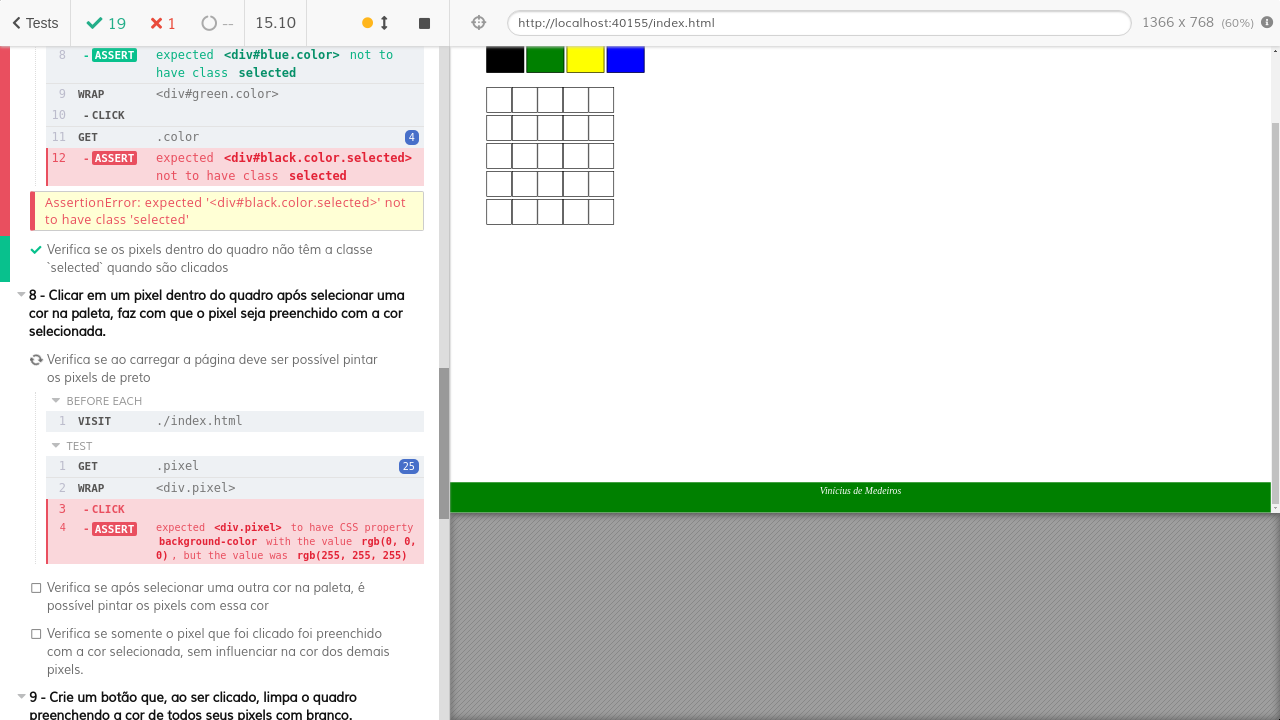 Tests
19
1
--
15.10
http://localhost:40155/index.html
1366 x 768 (60%)
8 - ASSERT expected <div#blue.color> not to
have class selected
9 WRAP <div#green.color>
10 - CLICK
11 GET .color 4
12 - ASSERT expected <div#black.color.selected>
not to have class selected
AssertionError: expected '<div#black.color.selected>' not
to have class 'selected'
Verifica se os pixels dentro do quadro não têm a classe
`selected` quando são clicados
8 - Clicar em um pixel dentro do quadro após selecionar uma
cor na paleta, faz com que o pixel seja preenchido com a cor
selecionada.
Verifica se ao carregar a página deve ser possível pintar
os pixels de preto
BEFORE EACH
1 VISIT ./index.html
TEST
1 GET .pixel 25
2 WRAP <div.pixel>
3 - CLICK
4 - ASSERT expected <div.pixel> to have CSS property
background-color with the value rgb(0, 0,
0), but the value was rgb(255, 255, 255)
Verifica se após selecionar uma outra cor na paleta, é
possível pintar os pixels com essa cor
Verifica se somente o pixel que foi clicado foi preenchido
com a cor selecionada, sem influenciar na cor dos demais
pixels.
9 - Crie um botão que, ao ser clicado, limpa o quadro
preenchendo a cor de todos seus pixels com branco.
Vinícius de Medeiros